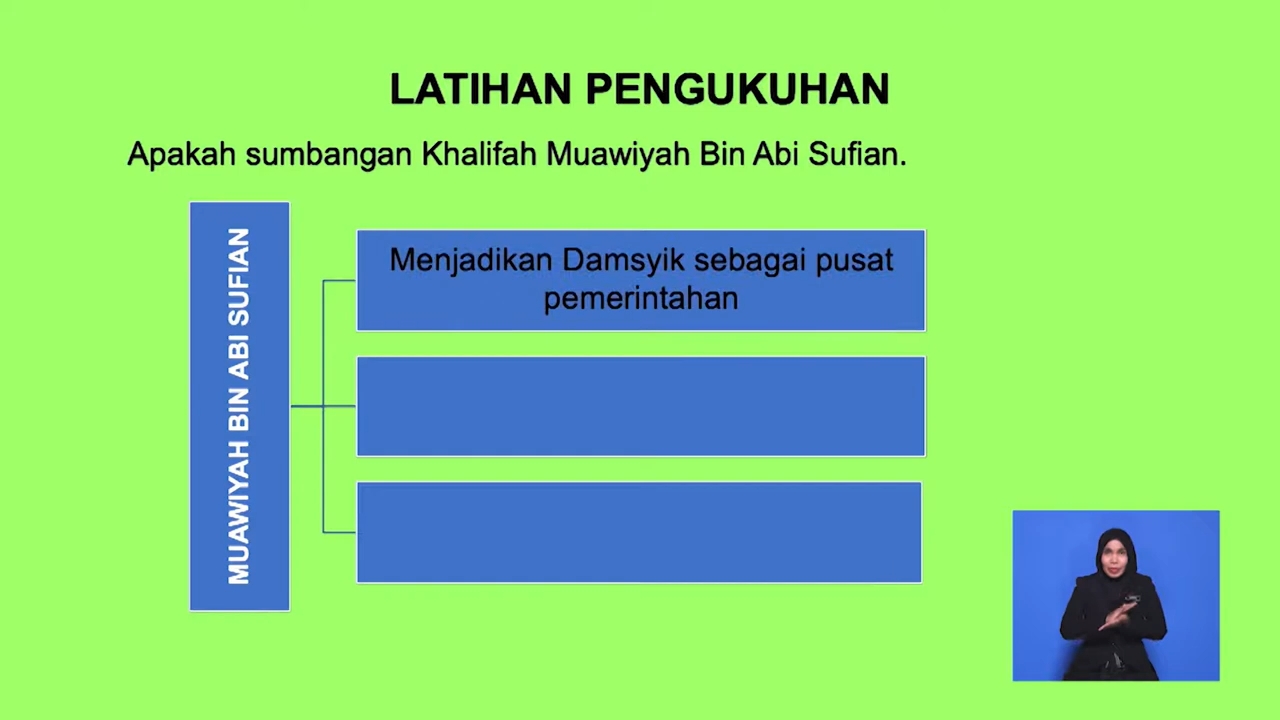 LATIHAN PENGUKUHAN
Apakah sumbangan Khalifah Muawiyah Bin Abi Sufian.
MUAWIYAH BIN ABI SUFIAN
Menjadikan Damsyik sebagai pusat
pemerintahan